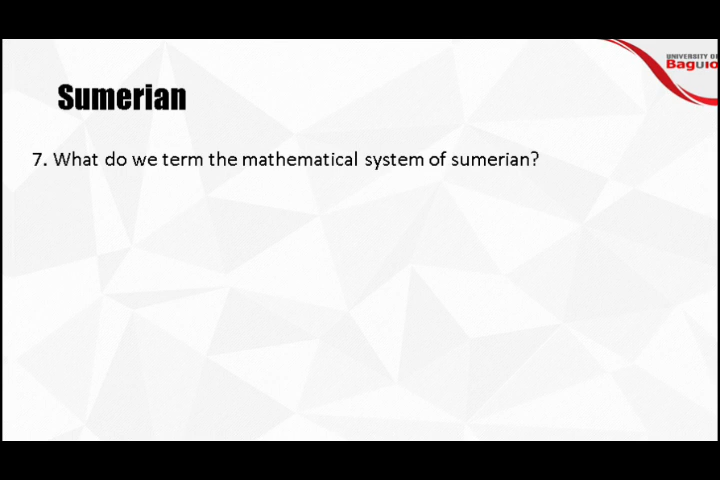 UNIVERSITY OF
Baguio
Sumerian
7. What do we term the mathematical system of sumerian?